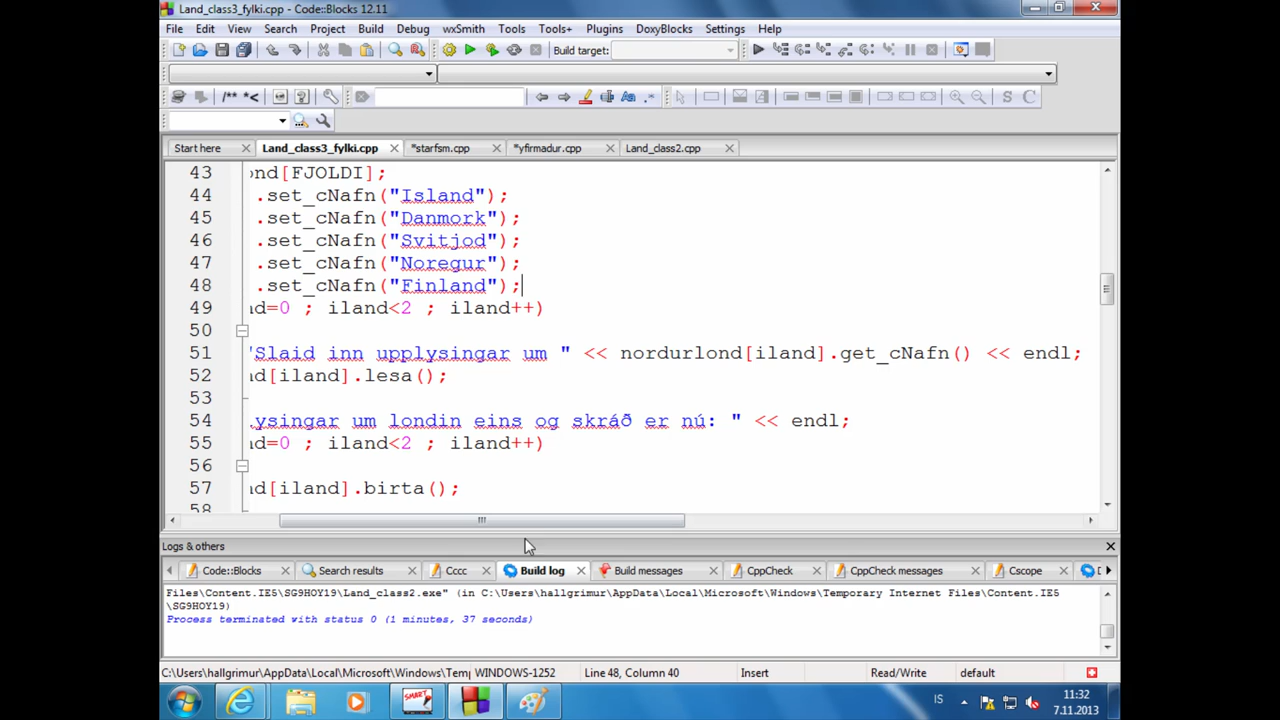 Land_class3_fylki.cpp - Code::Blocks 12.11
File Edit View Search Project Build Debug wxSmith Tools Tools+ Plugins DoxyBlocks Settings Help
Build target:
/** *<
Aa .*
S C
Start here Land_class3_fylki.cpp *starfsm.cpp *yfirmadur.cpp Land_class2.cpp
43 ond[FJOLDI];
44 .set_cNafn("Island");
45 .set_cNafn("Danmork");
46 .set_cNafn("Svitjod");
47 .set_cNafn("Noregur");
48 .set_cNafn("Finland");
49 nd=0 ; iland<2 ; iland++)
50
51 "Slaid inn upplysingar um " << nordurlond[iland].get_cNafn() << endl;
52 nd[iland].lesa();
53
54 lysingar um londin eins og skráð er nú: " << endl;
55 nd=0 ; iland<2 ; iland++)
56
57 nd[iland].birta();
58
Logs & others
Code::Blocks Search results Cccc Build log Build messages CppCheck CppCheck messages Cscope D
Files\Content.IE5\SG9HOY19\Land_class2.exe" (in C:\Users\hallgrimur\AppData\Local\Microsoft\Windows\Temporary Internet Files\Content.IE5
\SG9HOY19)
Process terminated with status 0 (1 minutes, 37 seconds)
C:\Users\hallgrimur\AppData\Local\Microsoft\Windows\Temp WINDOWS-1252 Line 48, Column 40 Insert Read/Write default
SMART
IS
11:32
7.11.2013